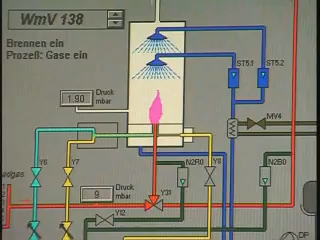 WmV 138
Brennen ein
Prozeß: Gase ein
ST5.1
ST5.2
1.90
Druck
mbar
MV4
Y6
Y7
N2R0
Y8
N2B0
9
Druck
mbar
Y31
Y12
DP